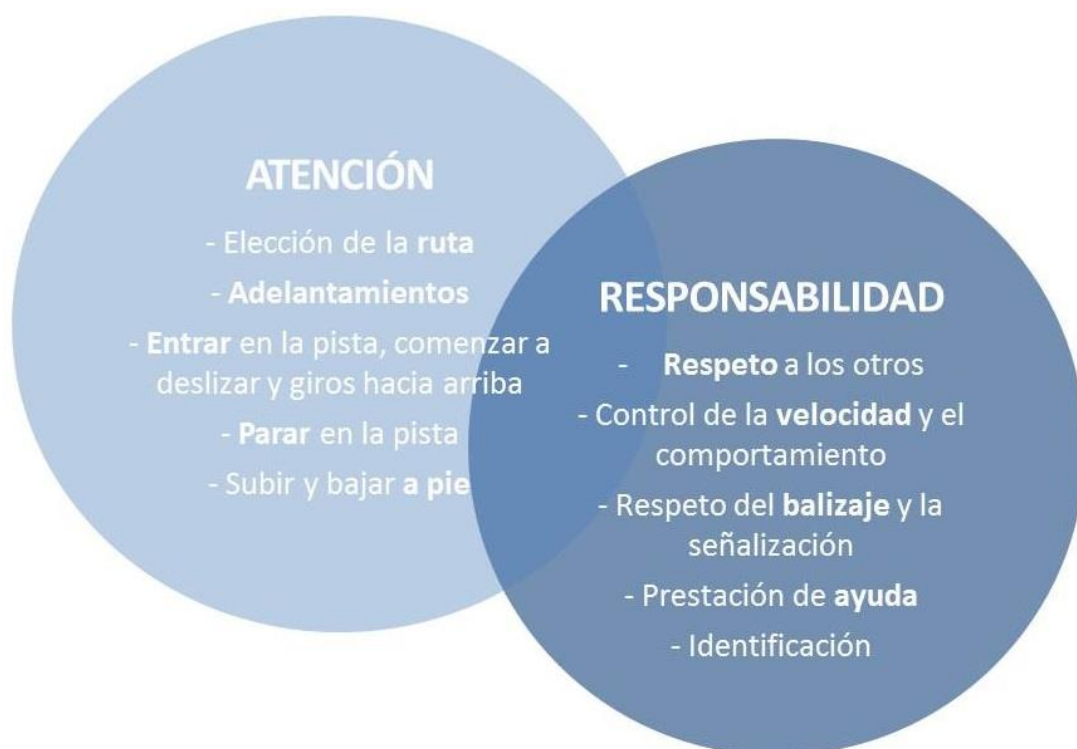 ATENCIÓN
- Elección de la ruta
- Adelantamientos
- Entrar en la pista, comenzar a
deslizar y giros hacia arriba
- Parar en la pista
- Subir y bajar a pie
RESPONSABILIDAD
- Respeto a los otros
- Control de la velocidad y el
comportamiento
- Respeto del balizaje y la
señalización
- Prestación de ayuda
- Identificación